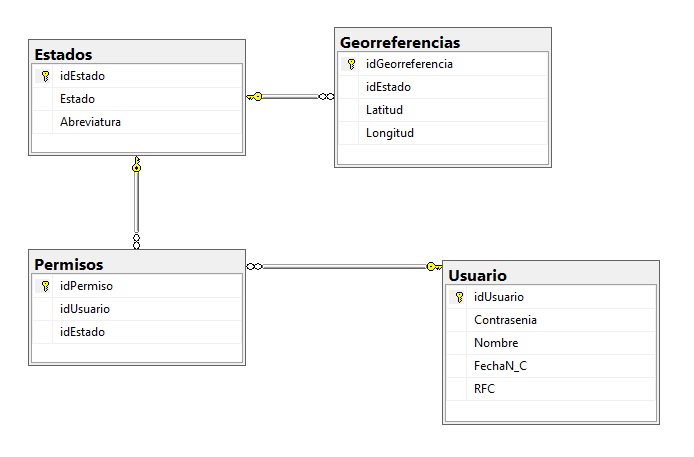 Estados
idEstado
Estado
Abreviatura
Georreferencias
idGeorreferencia
idEstado
Latitud
Longitud
Permisos
idPermiso
idUsuario
idEstado
Usuario
idUsuario
Contrasenia
Nombre
FechaN_C
RFC